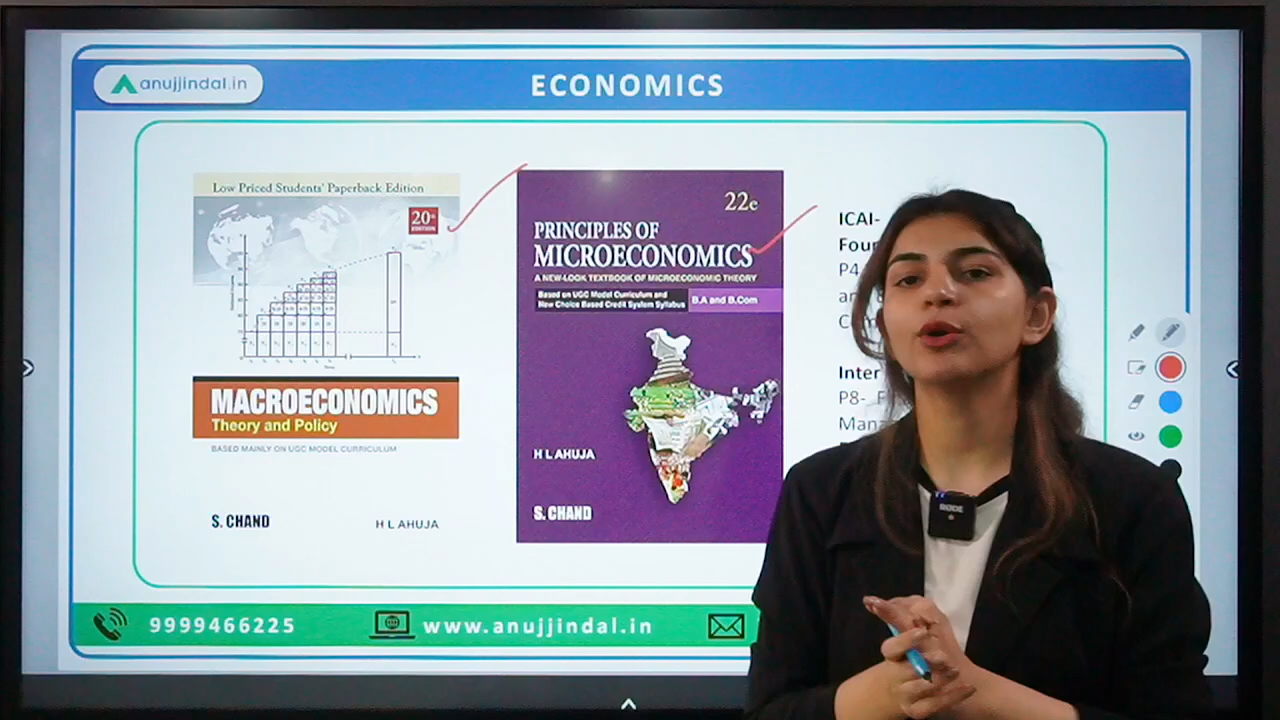 anujjindal.in
ECONOMICS
Low Priced Students' Paperback Edition
20th
EDITION
MACROECONOMICS
Theory and Policy
BASED MAINLY ON UGC MODEL CURRICULUM
S. CHAND
H L AHUJA
22e
PRINCIPLES OF
MICROECONOMICS
A NEW-LOOK TEXTBOOK OF MICROECONOMIC THEORY
Based on UGC Model Curriculum and
New Choice Based Credit System Syllabus
B.A and B.Com
H L AHUJA
S. CHAND
ICAI-
P4
Inter
P8-
RODE
9999466225
www.anujjindal.in